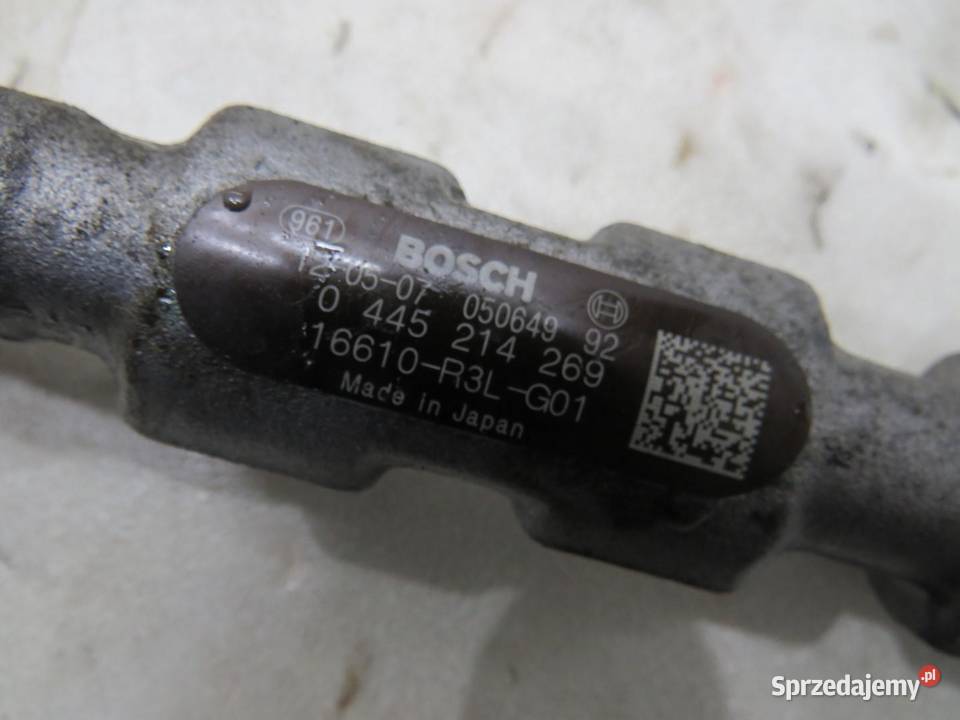 961
BOSCH
12-05-07 050649 92
0 445 214 269
16610-R3L-G01
Made in Japan
Sprzedajemy.pl